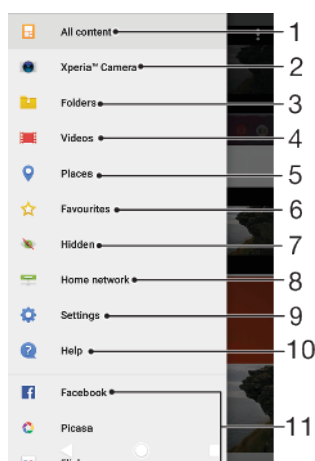 All content 1
Xperia™ Camera 2
Folders 3
Videos 4
Places 5
Favourites 6
Hidden 7
Home network 8
Settings 9
Help 10
Facebook
11
Picasa